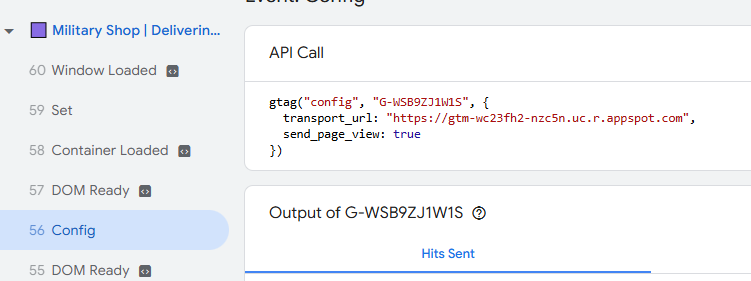 Event: Config
Military Shop | Deliverin...
60 Window Loaded
59 Set
58 Container Loaded
57 DOM Ready
56 Config
55 DOM Ready
API Call
gtag("config", "G-WSB9ZJ1W1S", {
transport_url: "https://gtm-wc23fh2-nzc5n.uc.r.appspot.com",
send_page_view: true
})
Output of G-WSB9ZJ1W1S
Hits Sent